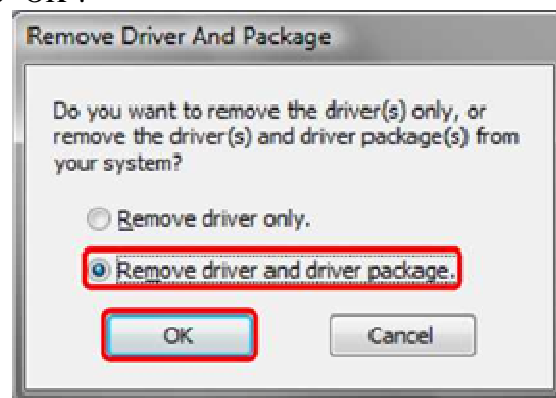 Remove Driver And Package
Do you want to remove the driver(s) only, or
remove the driver(s) and driver package(s) from
your system?
Remove driver only.
Remove driver and driver package.
OK Cancel